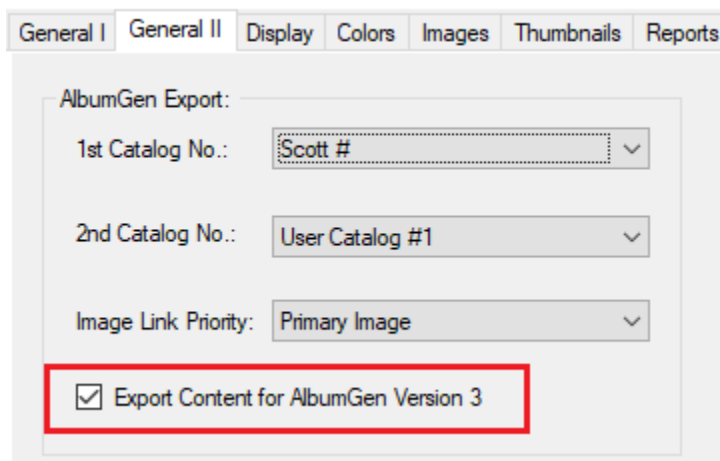 General I General II Display Colors Images Thumbnails Reports
AlbumGen Export:
1st Catalog No.: Scott #
2nd Catalog No.: User Catalog #1
Image Link Priority: Primary Image
Export Content for AlbumGen Version 3